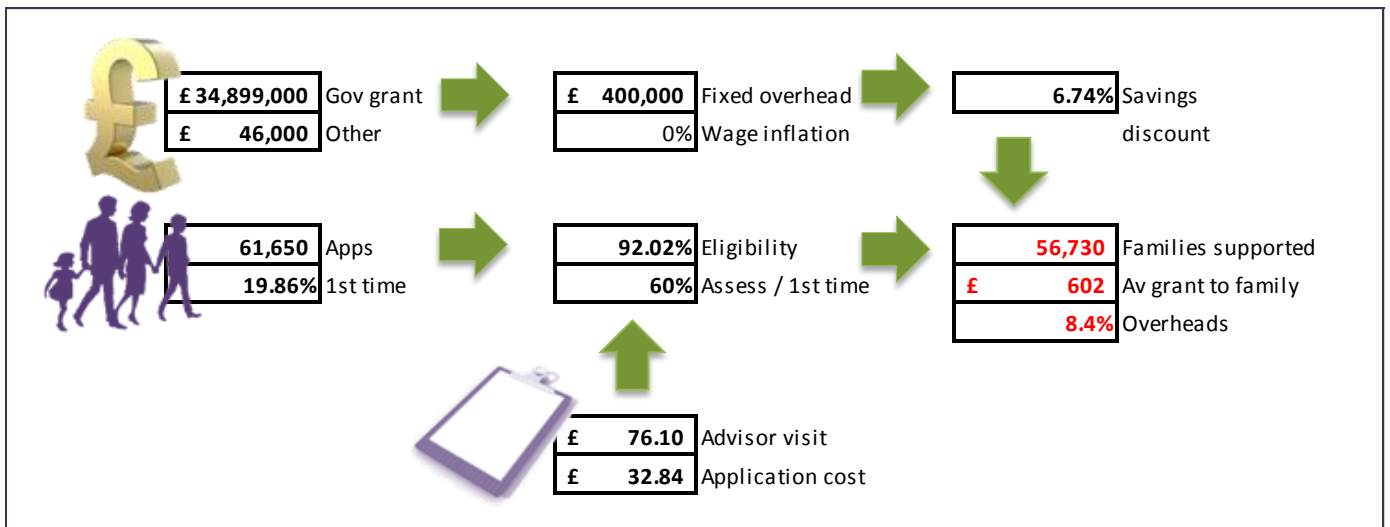 £ 34,899,000 Gov grant
£ 400,000 Fixed overhead
6.74% Savings
£ 46,000 Other
0% Wage inflation
discount
61,650 Apps
92.02% Eligibility
56,730 Families supported
19.86% 1st time
60% Assess / 1st time
£ 602 Av grant to family
8.4% Overheads
£ 76.10 Advisor visit
£ 32.84 Application cost